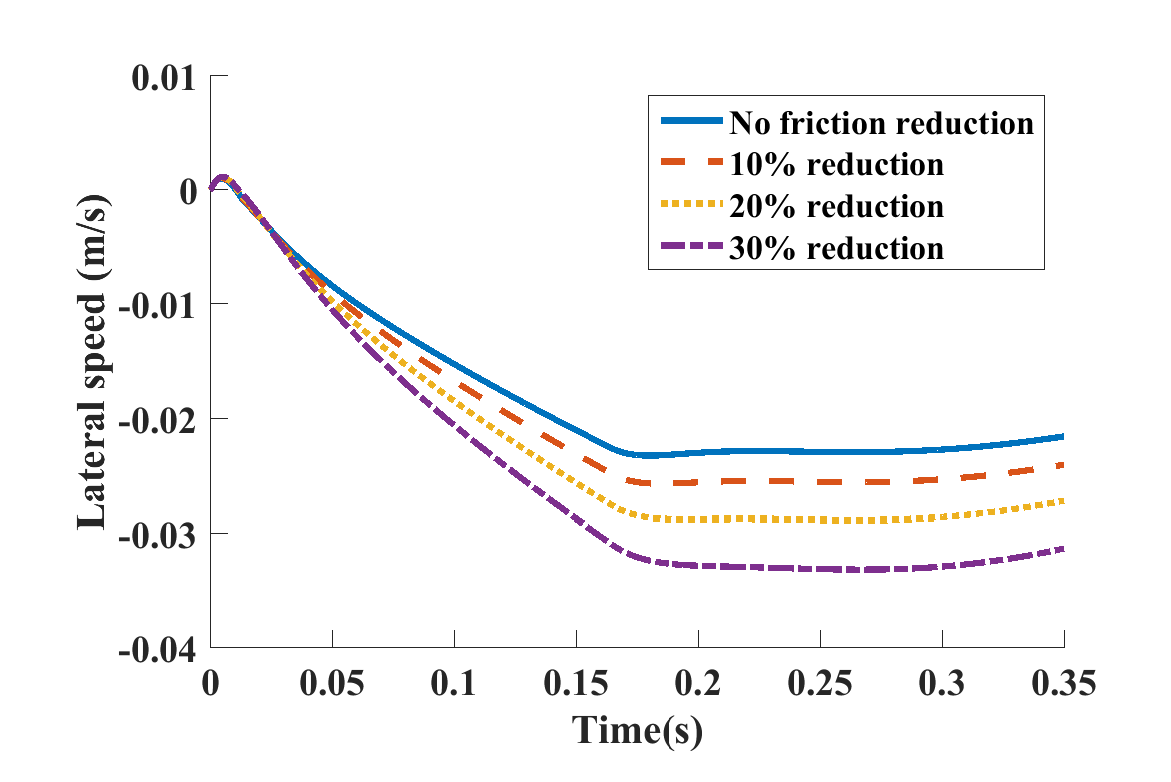 0.01
0
-0.01
-0.02
-0.03
-0.04
Lateral speed (m/s)
No friction reduction
10% reduction
20% reduction
30% reduction
0 0.05 0.1 0.15 0.2 0.25 0.3 0.35
Time(s)